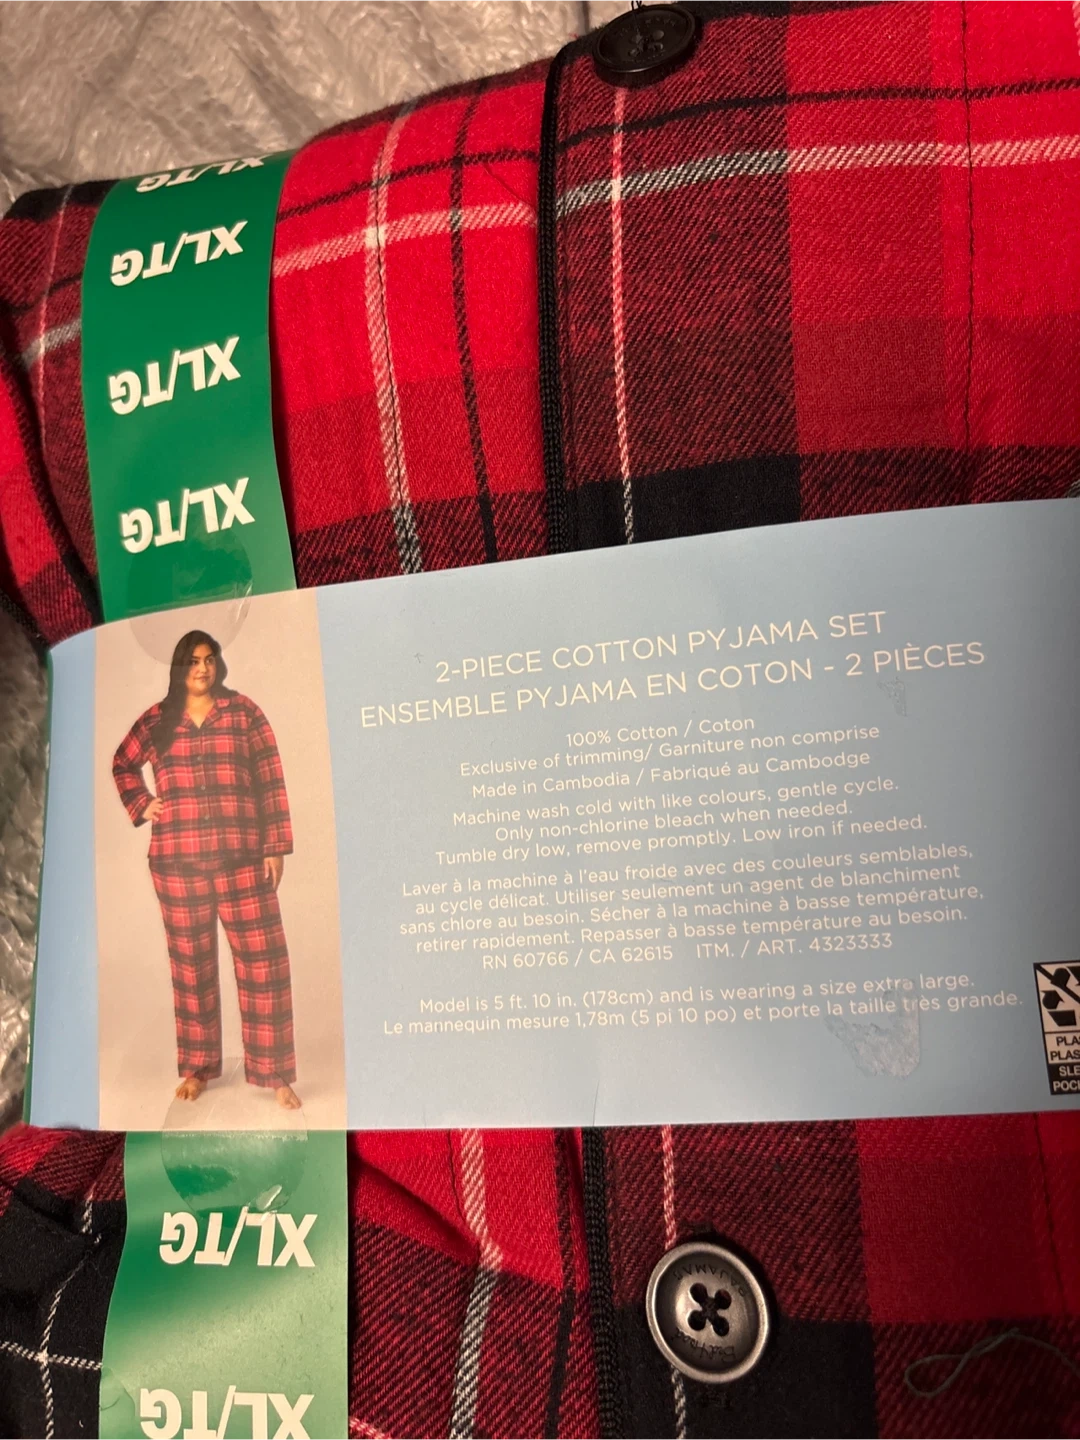 XL/TG
XL/TG
XL/TG
XL/TG
2-PIECE COTTON PYJAMA SET
ENSEMBLE PYJAMA EN COTON - 2 PIÈCES
100% Cotton / Coton
Exclusive of trimming/ Garniture non comprise
Made in Cambodia / Fabriqué au Cambodge
Machine wash cold with like colours, gentle cycle.
Only non-chlorine bleach when needed.
Tumble dry low, remove promptly. Low iron if needed.
Laver à la machine à l'eau froide avec des couleurs semblables,
au cycle délicat. Utiliser seulement un agent de blanchiment
sans chlore au besoin. Sécher à la machine à basse température,
retirer rapidement. Repasser à basse température au besoin.
RN 60766 / CA 62615 ITM. / ART. 4323333
Model is 5 ft. 10 in. (178cm) and is wearing a size extra large.
Le mannequin mesure 1,78m (5 pi 10 po) et porte la taille très grande.
PLA
PLAS
SLE
POC
XL/TG
PAJAMAS
BedHead
XL/TG